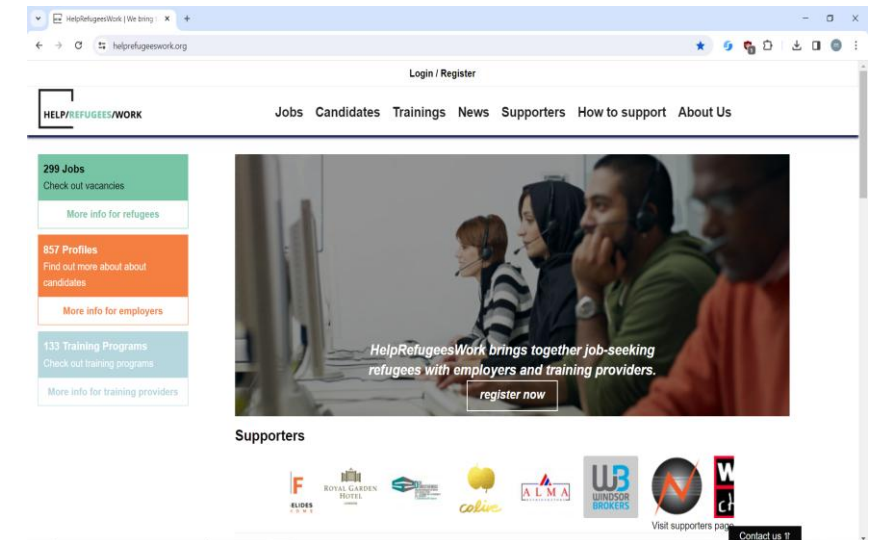 HelpRefugeesWork | We bring
helprefugeeswork.org
Login / Register
HELP/REFUGEES/WORK
Jobs Candidates Trainings News Supporters How to support About Us
299 Jobs
Check out vacancies
More info for refugees
857 Profiles
Find out more about about
candidates
More info for employers
133 Training Programs
Check out training programs
More info for training providers
HelpRefugeesWork brings together job-seeking
refugees with employers and training providers.
register now
Supporters
F
ELIDES
ROYAL GARDEN
HOTEL
colive
ALMA
WB
WINDSOR
BROKERS
N
W
ch
Visit supporters page
Contact us ⇑